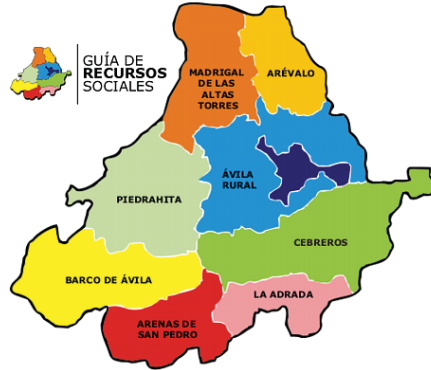 GUÍA DE
RECURSOS
SOCIALES
MADRIGAL
DE LAS
ALTAS
TORRES
ARÉVALO
ÁVILA
RURAL
PIEDRAHITA
CEBREROS
BARCO DE ÁVILA
LA ADRADA
ARENAS DE
SAN PEDRO